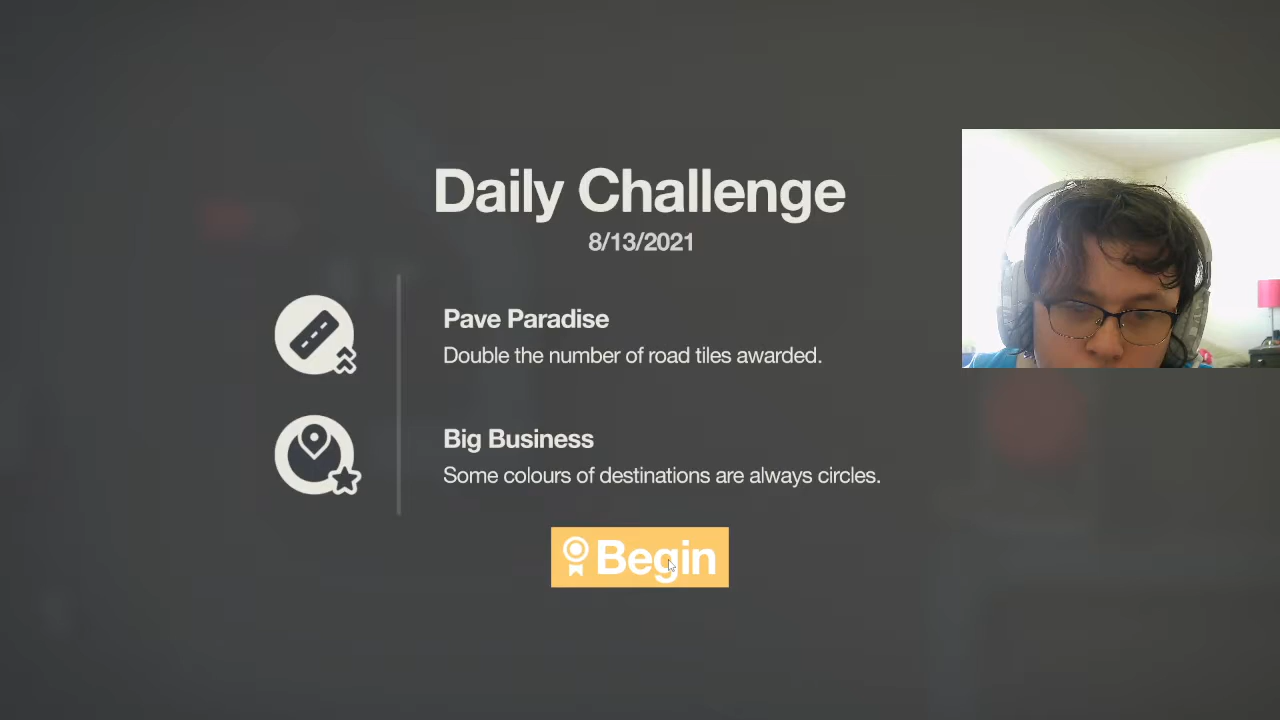 Daily Challenge
8/13/2021
Pave Paradise
Double the number of road tiles awarded.
Big Business
Some colours of destinations are always circles.
Begin